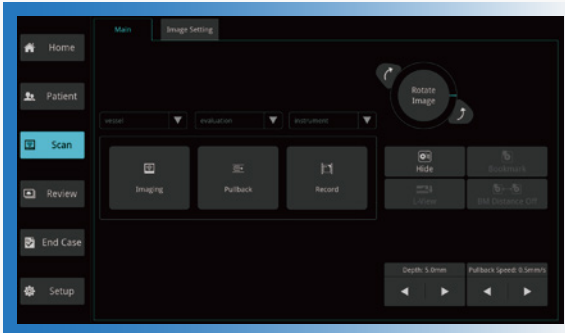 Main
Image Setting
Home
Patient
Scan
Review
End Case
Setup
Rotate
Image
vessel
evaluation
instrument
Imaging
Pullback
Record
Hide
Bookmark
L-View
BM Distance Off
Depth: 5.0mm
Pullback Speed: 0.5mm/s